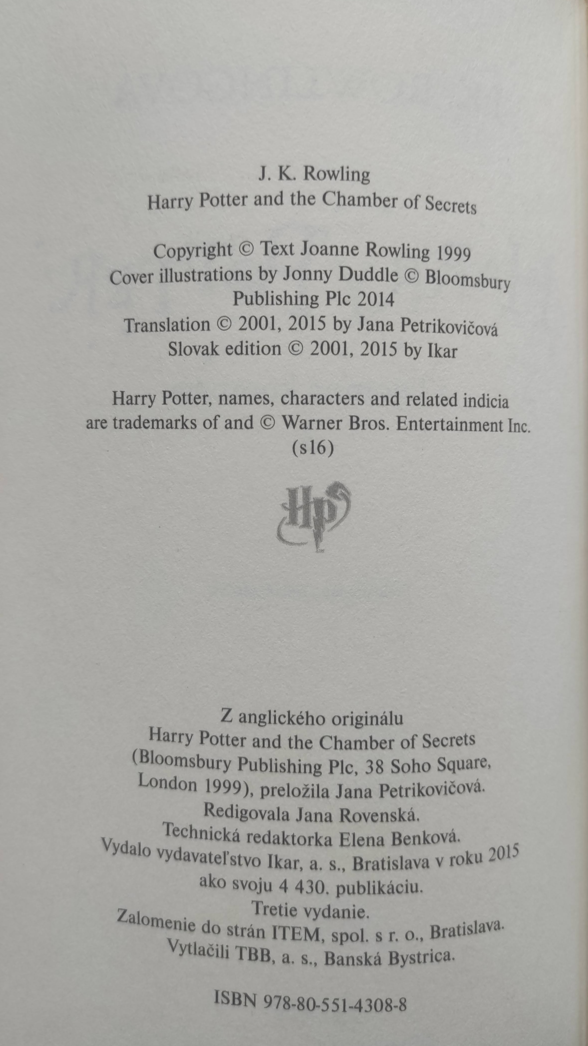 J. K. Rowling
Harry Potter and the Chamber of Secrets
Copyright © Text Joanne Rowling 1999
Cover illustrations by Jonny Duddle © Bloomsbury
Publishing Plc 2014
Translation © 2001, 2015 by Jana Petrikovičová
Slovak edition © 2001, 2015 by Ikar
Harry Potter, names, characters and related indicia
are trademarks of and © Warner Bros. Entertainment Inc.
(s16)
HP
Z anglického originálu
Harry Potter and the Chamber of Secrets
(Bloomsbury Publishing Plc, 38 Soho Square,
London 1999), preložila Jana Petrikovičová.
Redigovala Jana Rovenská.
Technická redaktorka Elena Benková.
Vydalo vydavateľstvo Ikar, a. s., Bratislava v roku 2015
ako svoju 4 430. publikáciu.
Tretie vydanie.
Zalomenie do strán ITEM, spol. s r. o., Bratislava.
Vytlačili TBB, a. s., Banská Bystrica.
ISBN 978-80-551-4308-8